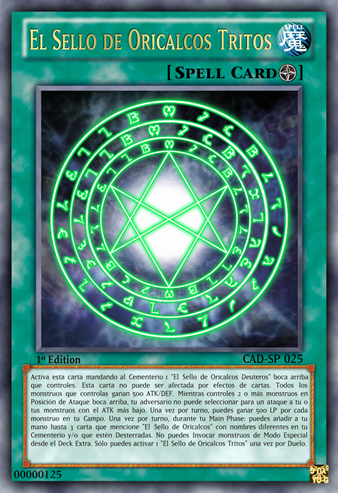 El Sello de Oricalcos Tritos
[Spell Card]
1st Edition
CAD-SP 025
Activa esta carta mandando al Cementerio 1 "El Sello de Oricalcos Deuteros" boca arriba
que controles. Esta carta no puede ser afectada por efectos de cartas. Todos los
monstruos que controlas ganan 500 ATK/DEF. Mientras controles 2 o más monstruos en
Posición de Ataque boca arriba, tu adversario no puede seleccionar para un ataque a 1 o
tus monstruos con el ATK más bajo. Una vez por turno, puedes ganar 500 LP por cada
monstruo en tu Campo. Una vez por turno, durante tu Main Phase: puedes añadir a tu
mano hasta 3 carta que mencione "El Sello de Oricalcos" con nombres diferentes en tu
Cementerio y/o que estén Desterradas. No puedes Invocar monstruos de Modo Especial
desde el Deck Extra. Sólo puedes activar 1 "El Sello de Oricalcos Tritos" una vez por Duelo.
00000125